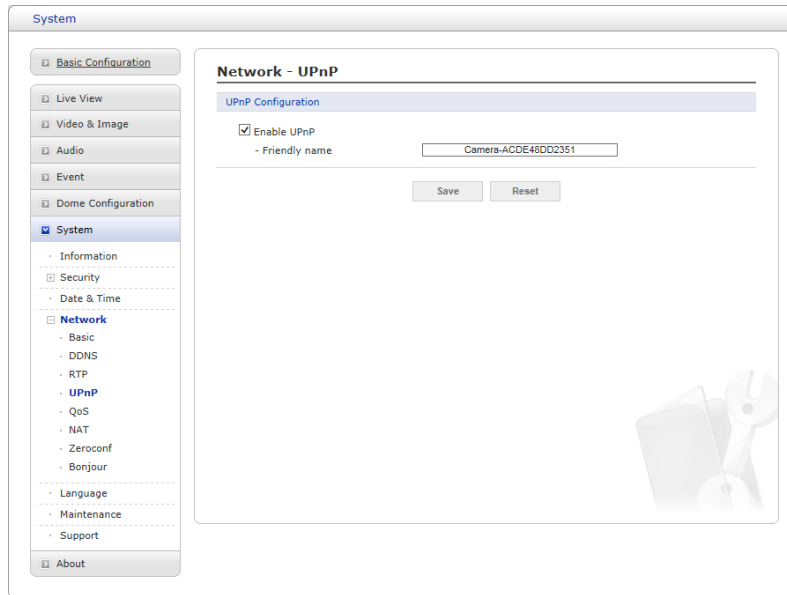 System
Basic Configuration
Live View
Video & Image
Audio
Event
Dome Configuration
System
Information
Security
Date & Time
Network
Basic
DDNS
RTP
UPnP
QoS
NAT
Zeroconf
Bonjour
Language
Maintenance
Support
About
Network - UPnP
UPnP Configuration
Enable UPnP
- Friendly name Camera-ACDE48DD2351
Save Reset